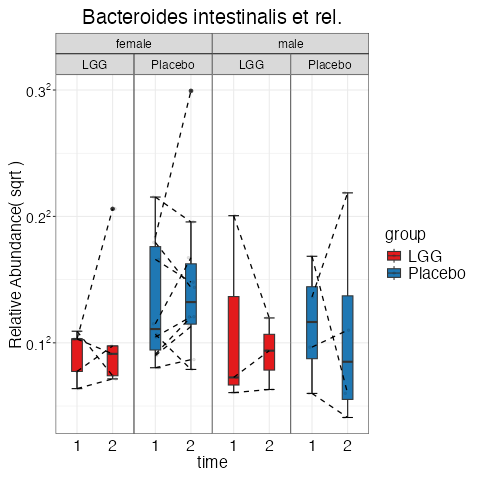 Bacteroides intestinalis et rel.
female male
LGG Placebo LGG Placebo
Relative Abundance( sqrt )
0.3²
0.2²
0.1²
1 2 1 2 1 2 1 2
time
group
LGG
Placebo